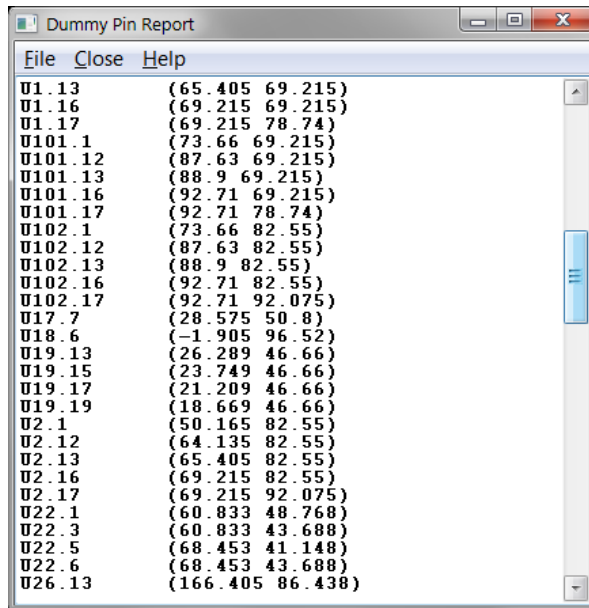 Dummy Pin Report
File Close Help
U1.13 (65.405 69.215)
U1.16 (69.215 69.215)
U1.17 (69.215 78.74)
U101.1 (73.66 69.215)
U101.12 (87.63 69.215)
U101.13 (88.9 69.215)
U101.16 (92.71 69.215)
U101.17 (92.71 78.74)
U102.1 (73.66 82.55)
U102.12 (87.63 82.55)
U102.13 (88.9 82.55)
U102.16 (92.71 82.55)
U102.17 (92.71 92.075)
U17.7 (28.575 50.8)
U18.6 (-1.905 96.52)
U19.13 (26.289 46.66)
U19.15 (23.749 46.66)
U19.17 (21.209 46.66)
U19.19 (18.669 46.66)
U2.1 (50.165 82.55)
U2.12 (64.135 82.55)
U2.13 (65.405 82.55)
U2.16 (69.215 82.55)
U2.17 (69.215 92.075)
U22.1 (60.833 48.768)
U22.3 (60.833 43.688)
U22.5 (68.453 41.148)
U22.6 (68.453 43.688)
U26.13 (166.405 86.438)